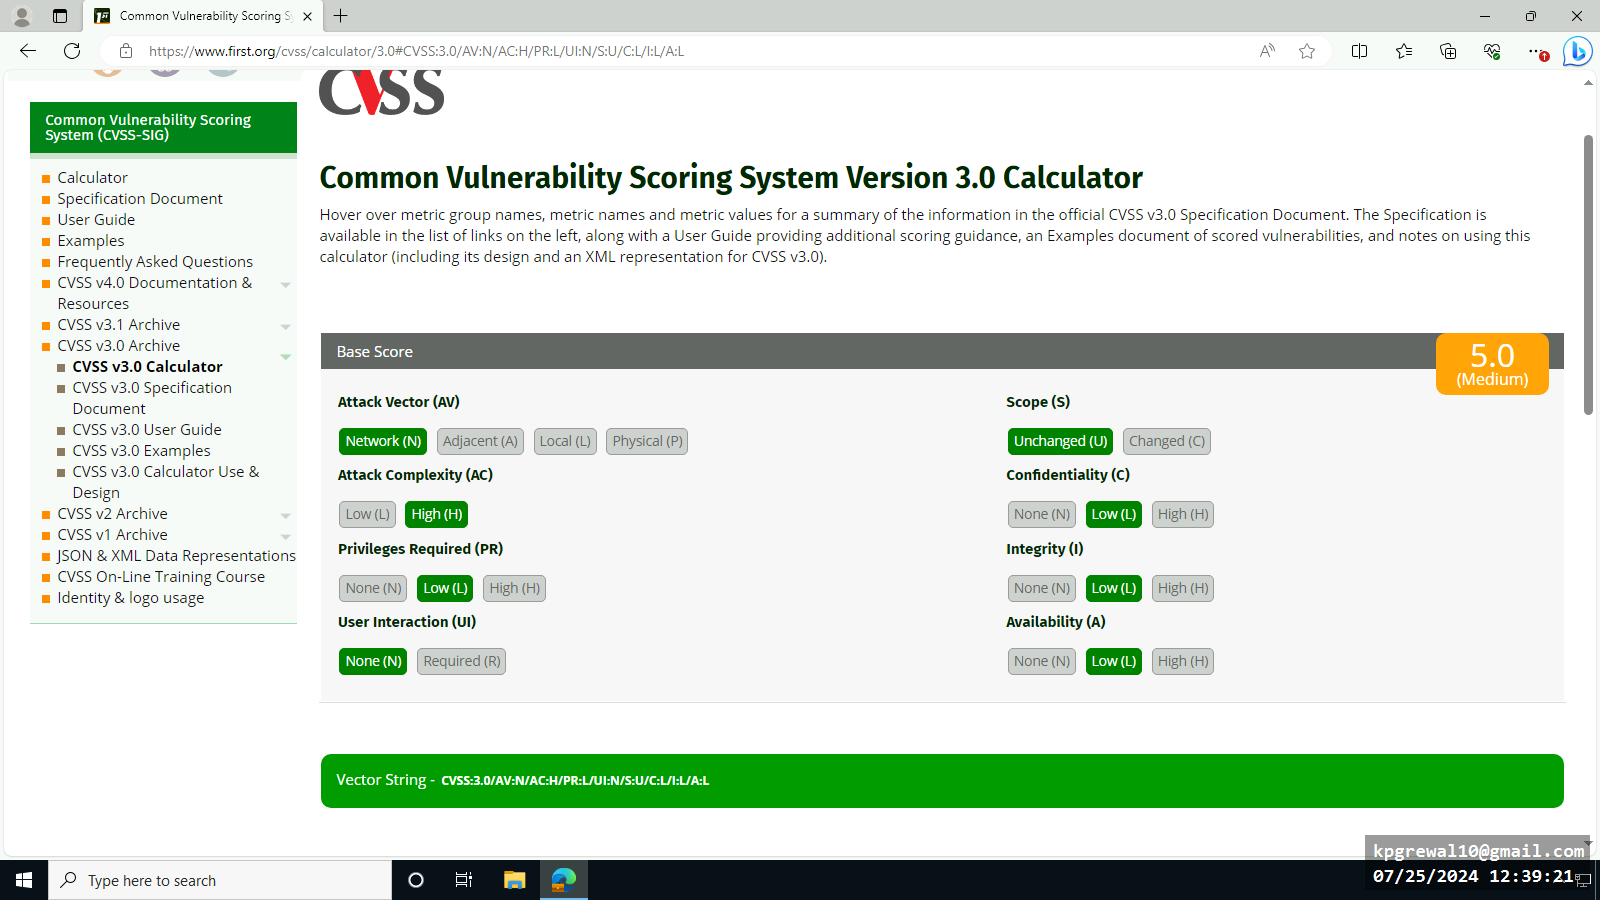 Common Vulnerability Scoring S
https://www.first.org/cvss/calculator/3.0#CVSS:3.0/AV:N/AC:H/PR:L/UI:N/S:U/C:L/I:L/A:L
CVSS
Common Vulnerability Scoring
System (CVSS-SIG)
Calculator
Specification Document
User Guide
Examples
Frequently Asked Questions
CVSS v4.0 Documentation &
Resources
CVSS v3.1 Archive
CVSS v3.0 Archive
CVSS v3.0 Calculator
CVSS v3.0 Specification
Document
CVSS v3.0 User Guide
CVSS v3.0 Examples
CVSS v3.0 Calculator Use &
Design
CVSS v2 Archive
CVSS v1 Archive
JSON & XML Data Representations
CVSS On-Line Training Course
Identity & logo usage
Common Vulnerability Scoring System Version 3.0 Calculator
Hover over metric group names, metric names and metric values for a summary of the information in the official CVSS v3.0 Specification Document. The Specification is
available in the list of links on the left, along with a User Guide providing additional scoring guidance, an Examples document of scored vulnerabilities, and notes on using this
calculator (including its design and an XML representation for CVSS v3.0).
Base Score
5.0
(Medium)
Attack Vector (AV)
Network (N) Adjacent (A) Local (L) Physical (P)
Attack Complexity (AC)
Low (L) High (H)
Privileges Required (PR)
None (N) Low (L) High (H)
User Interaction (UI)
None (N) Required (R)
Scope (S)
Unchanged (U) Changed (C)
Confidentiality (C)
None (N) Low (L) High (H)
Integrity (I)
None (N) Low (L) High (H)
Availability (A)
None (N) Low (L) High (H)
Vector String - CVSS:3.0/AV:N/AC:H/PR:L/UI:N/S:U/C:L/I:L/A:L
Type here to search
kpgrewal10@gmail.com
07/25/2024 12:39:21